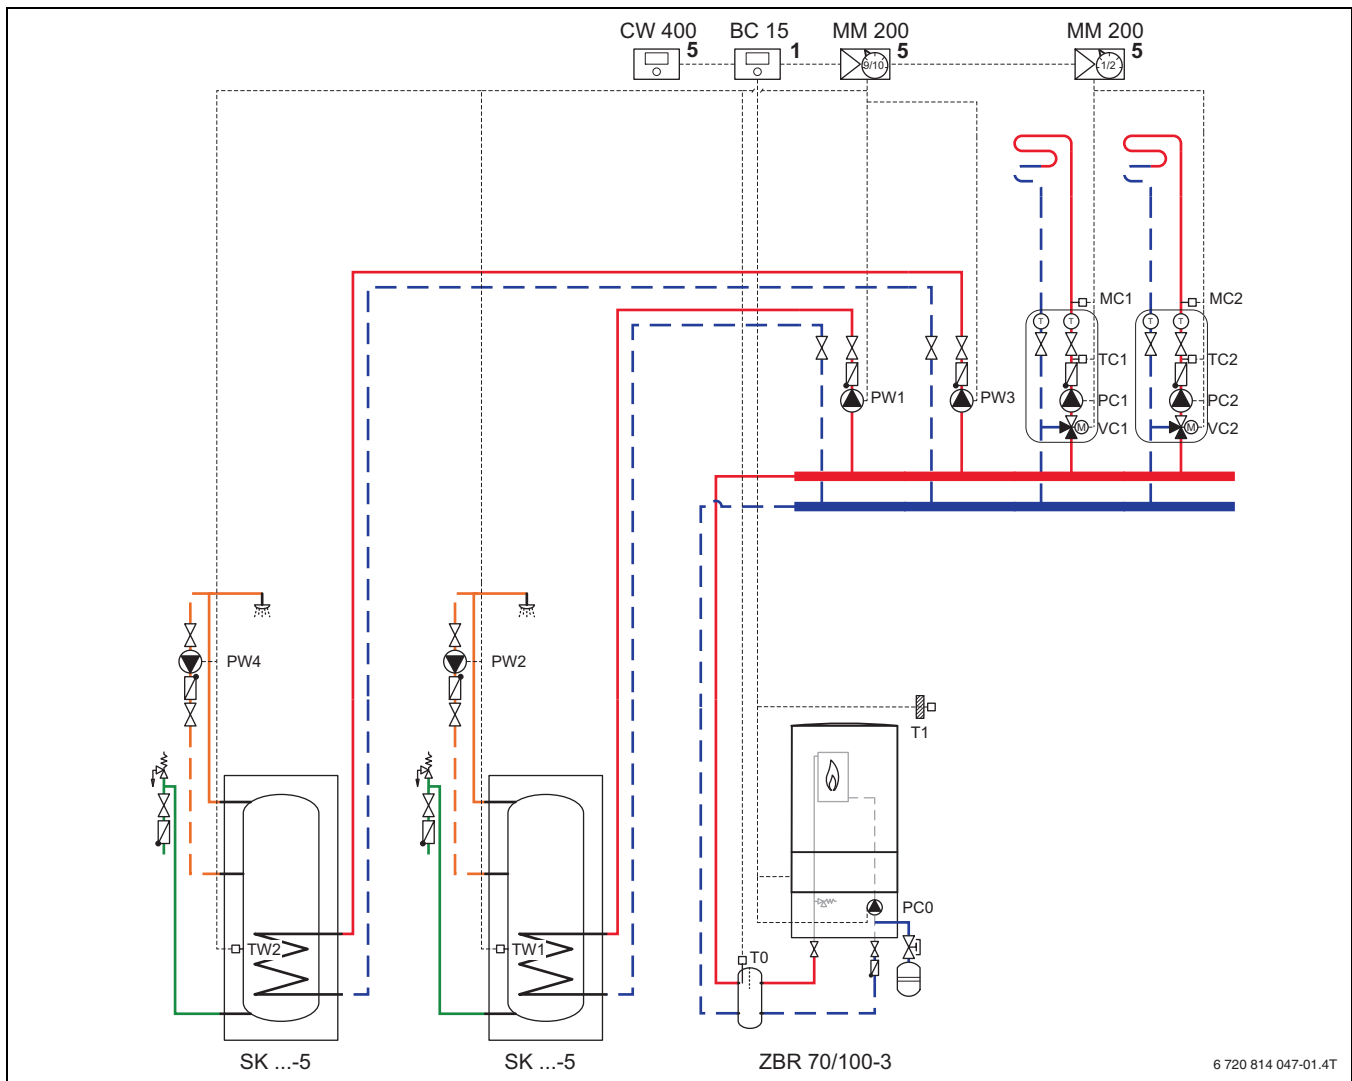 CW 400 BC 15 MM 200 MM 200
5 1 5 5
9/10 1/2
MC1 MC2
T T T T
TC1 TC2
PW1 PW3 PC1 PC2
M VC1 M VC2
PW4 PW2
T1
PC0
TW2 TW1 T0
SK ...-5 SK ...-5 ZBR 70/100-3
6 720 814 047-01.4T